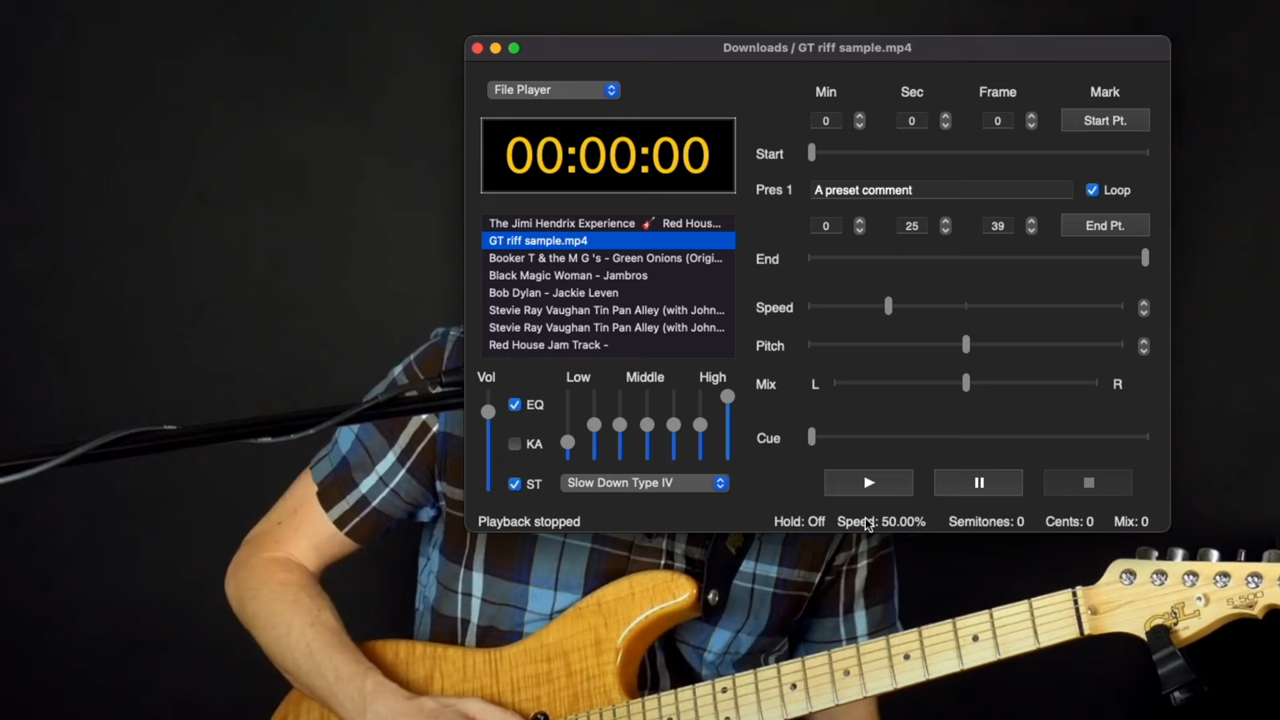 Downloads / GT riff sample.mp4
File Player
Min Sec Frame Mark
0 0 0 Start Pt.
00:00:00
Start
Pres 1 A preset comment Loop
0 25 39 End Pt.
End
The Jimi Hendrix Experience 🎸 Red Hous...
GT riff sample.mp4
Booker T & the M G 's - Green Onions (Origi...
Black Magic Woman - Jambros
Bob Dylan - Jackie Leven
Stevie Ray Vaughan Tin Pan Alley (with John...
Stevie Ray Vaughan Tin Pan Alley (with John...
Red House Jam Track -
Speed
Pitch
Mix L R
Cue
Vol Low Middle High
EQ
KA
ST Slow Down Type IV
Playback stopped Hold: Off Speed: 50.00% Semitones: 0 Cents: 0 Mix: 0
G L
S-500